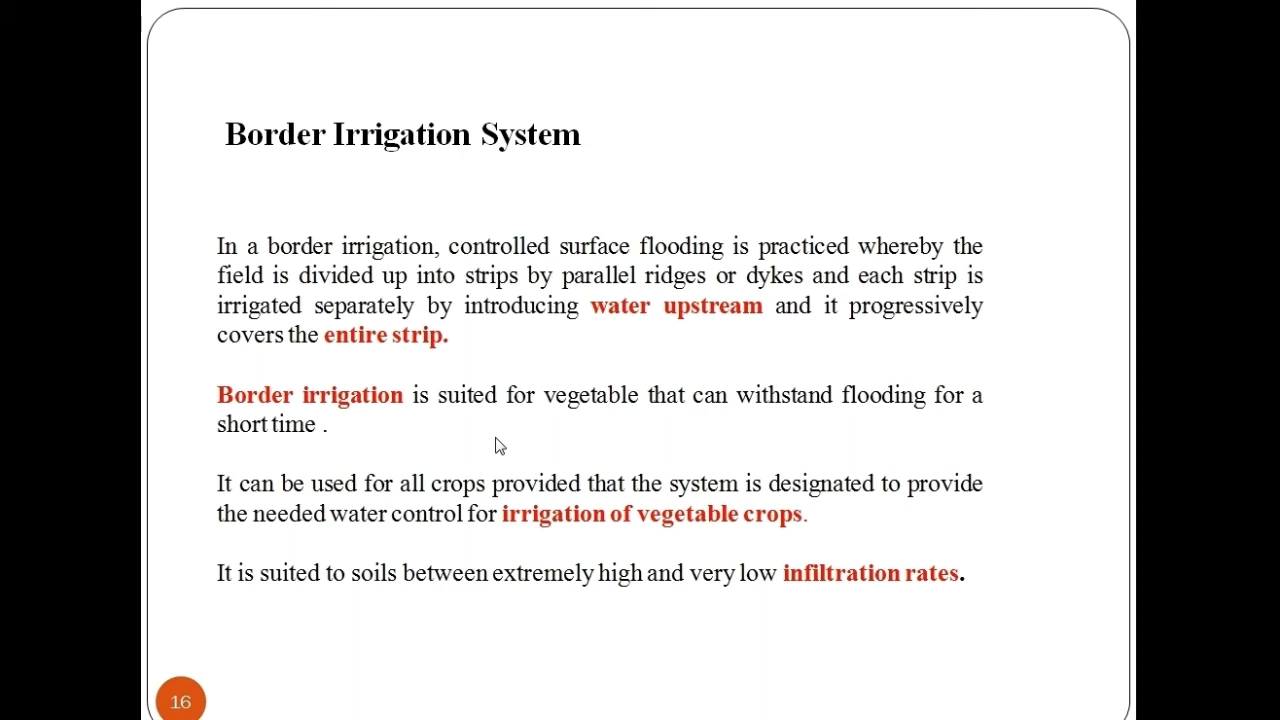 Border Irrigation System
In a border irrigation, controlled surface flooding is practiced whereby the
field is divided up into strips by parallel ridges or dykes and each strip is
irrigated separately by introducing water upstream and it progressively
covers the entire strip.
Border irrigation is suited for vegetable that can withstand flooding for a
short time .
It can be used for all crops provided that the system is designated to provide
the needed water control for irrigation of vegetable crops.
It is suited to soils between extremely high and very low infiltration rates.
16